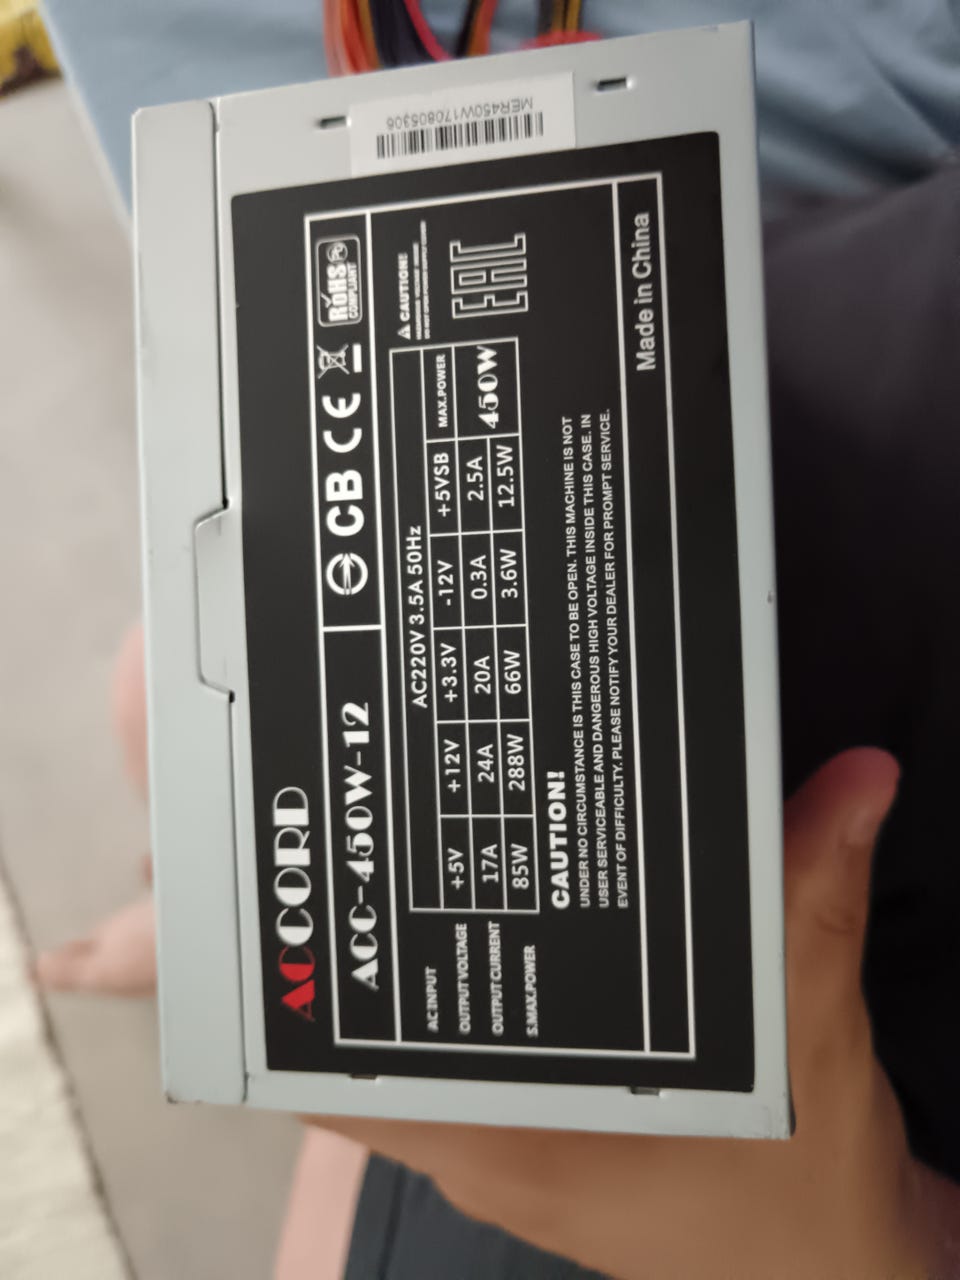 MER450W170805306
ACCORD
ACC-450W-12
CB CE RoHS
COMPLIANT
AC INPUT AC220V 3.5A 50Hz
OUTPUT VOLTAGE +5V +12V +3.3V -12V +5VSB MAX.POWER
OUTPUT CURRENT 17A 24A 20A 0.3A 2.5A 450W
S.MAX.POWER 85W 288W 66W 3.6W 12.5W
CAUTION!
EAC
CAUTION!
UNDER NO CIRCUMSTANCE IS THIS CASE TO BE OPEN. THIS MACHINE IS NOT
USER SERVICEABLE AND DANGEROUS HIGH VOLTAGE INSIDE THIS CASE. IN
EVENT OF DIFFICULTY. PLEASE NOTIFY YOUR DEALER FOR PROMPT SERVICE.
Made in China